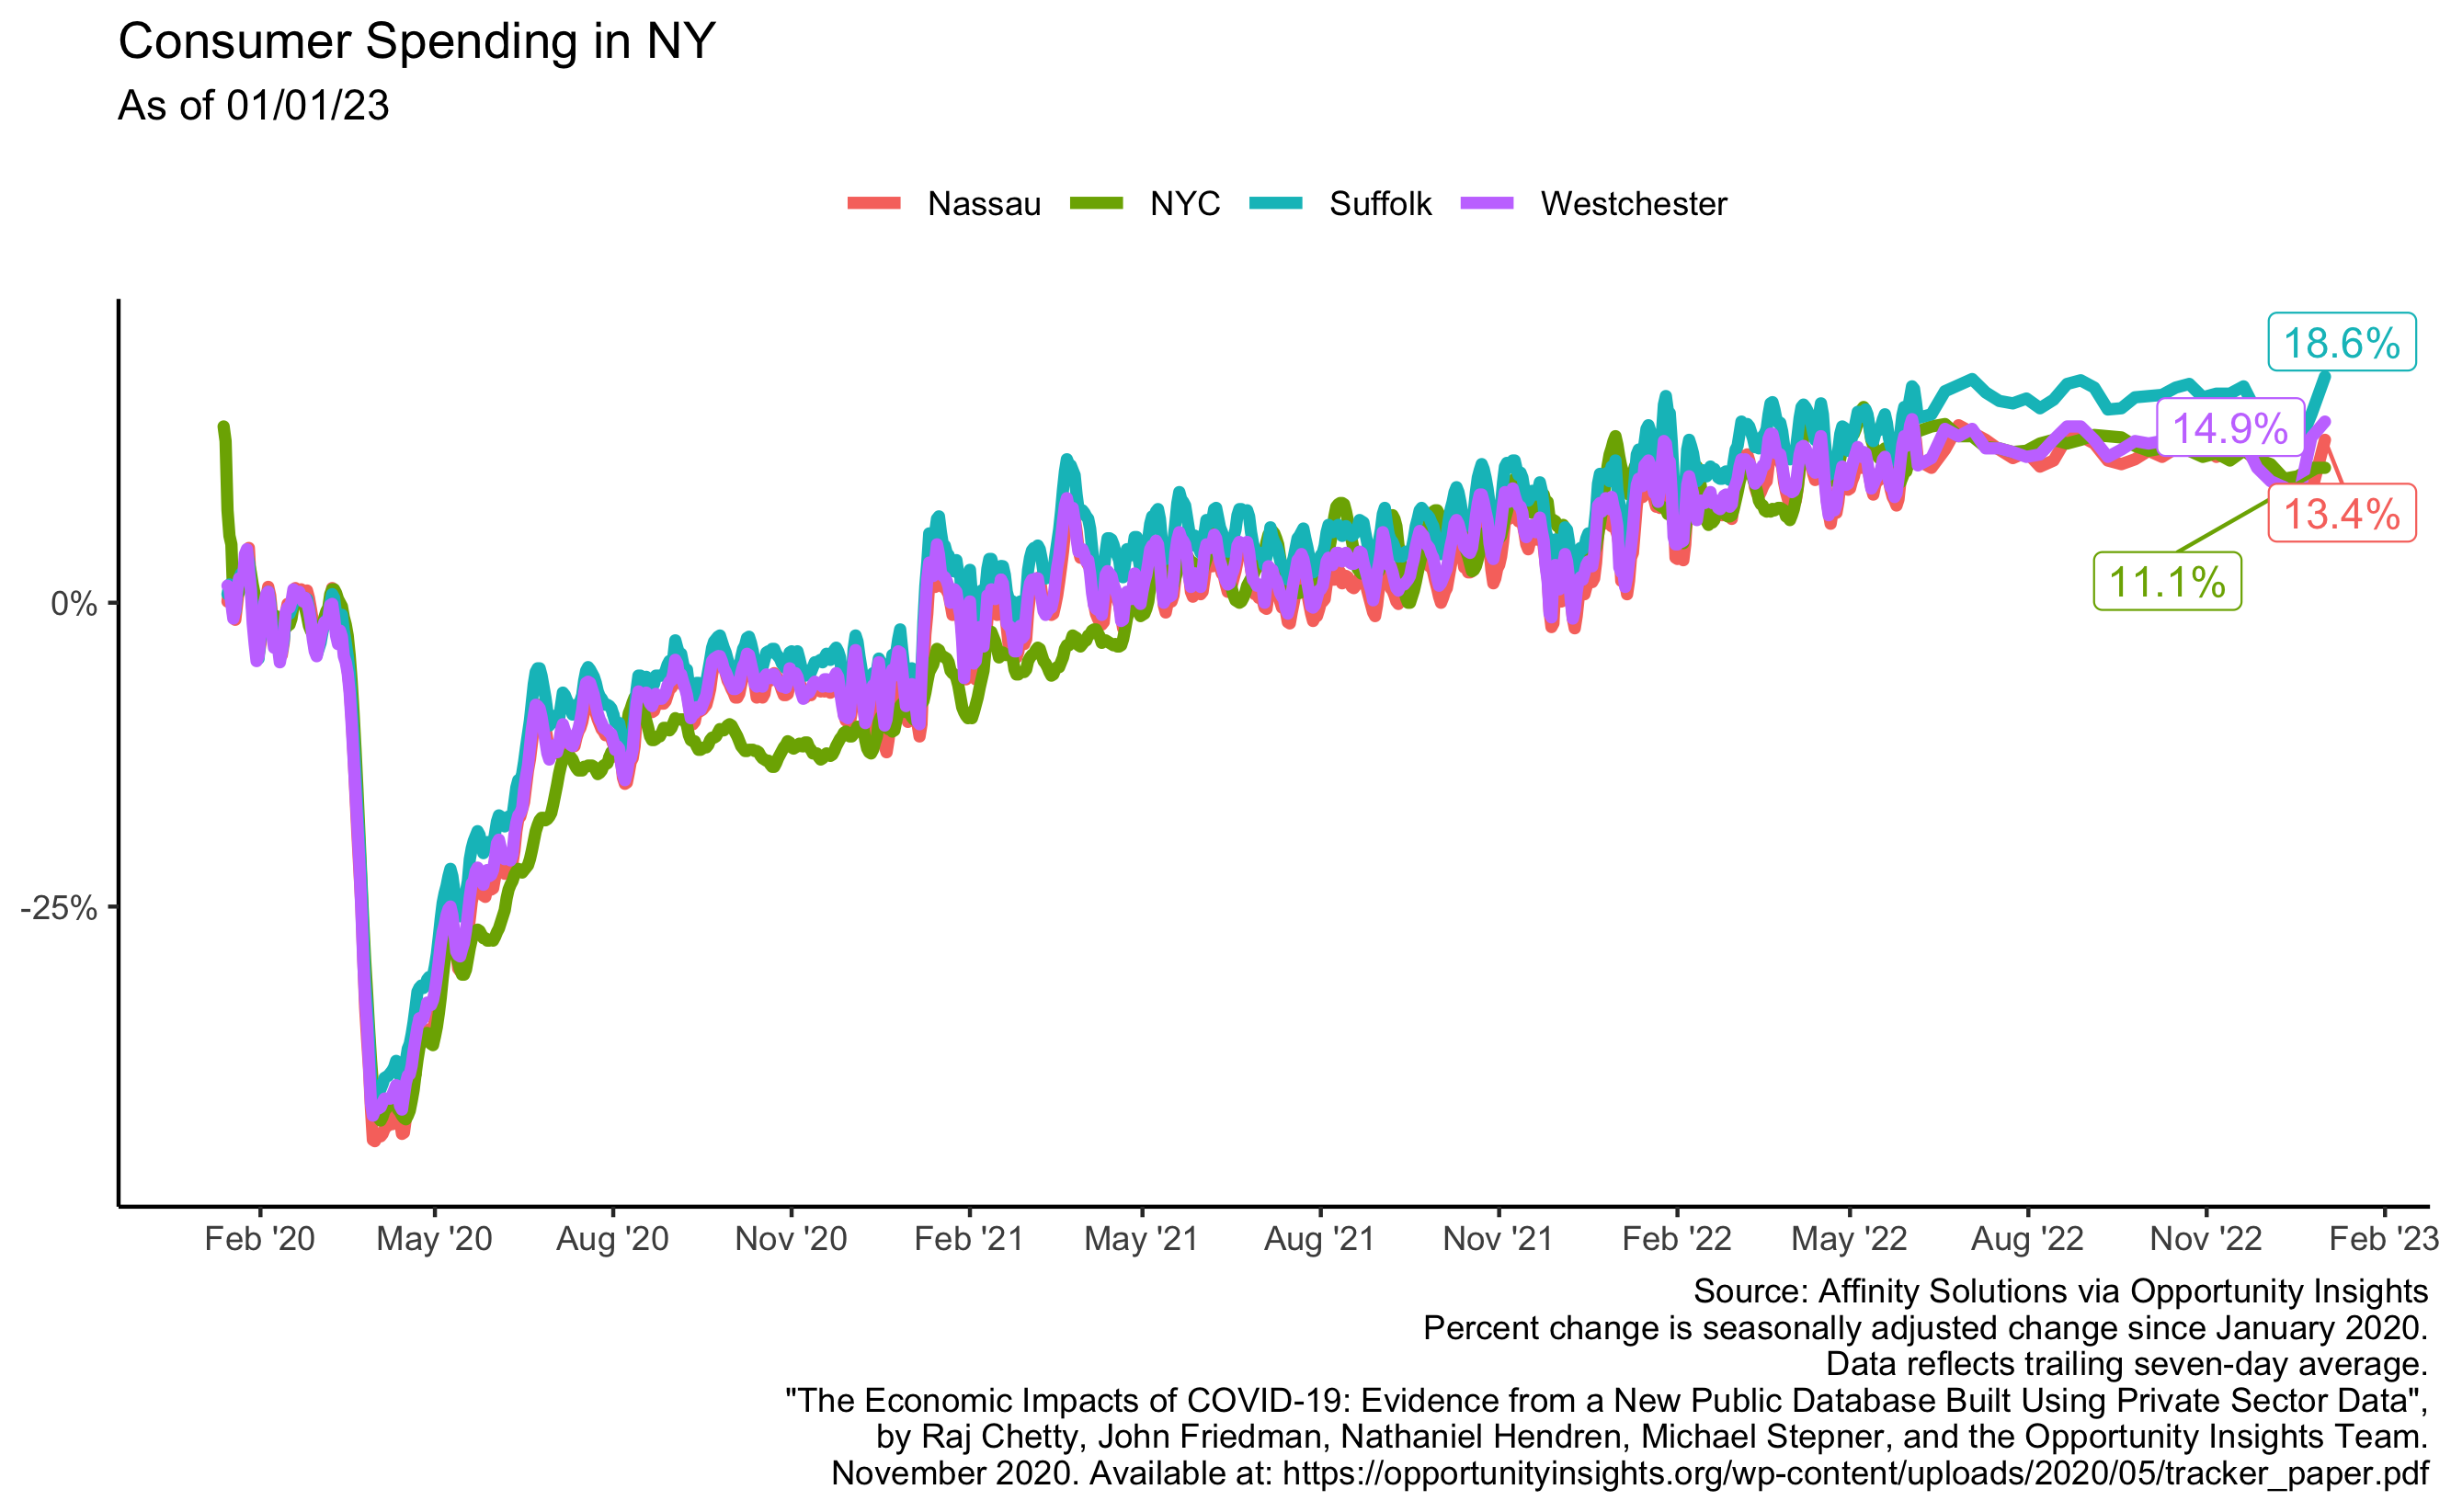 Consumer Spending in NY
As of 01/01/23
Nassau NYC Suffolk Westchester
18.6%
14.9%
13.4%
11.1%
0%
-25%
Feb '20 May '20 Aug '20 Nov '20 Feb '21 May '21 Aug '21 Nov '21 Feb '22 May '22 Aug '22 Nov '22 Feb '23
Source: Affinity Solutions via Opportunity Insights
Percent change is seasonally adjusted change since January 2020.
Data reflects trailing seven-day average.
"The Economic Impacts of COVID-19: Evidence from a New Public Database Built Using Private Sector Data",
by Raj Chetty, John Friedman, Nathaniel Hendren, Michael Stepner, and the Opportunity Insights Team.
November 2020. Available at: https://opportunityinsights.org/wp-content/uploads/2020/05/tracker_paper.pdf